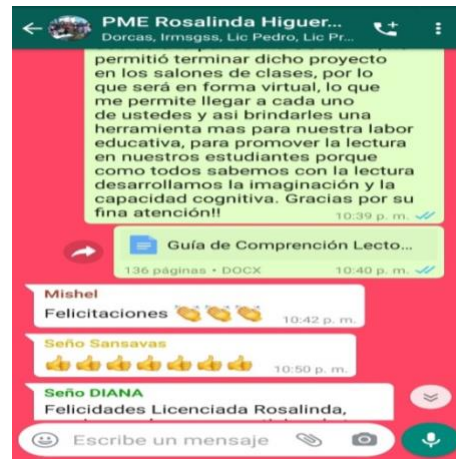 PME Rosalinda Higuer...
Dorcas, Irmsgss, Lic Pedro, Lic Pr...
permitió terminar dicho proyecto
en los salones de clases, por lo
que será en forma virtual, lo que
me permite llegar a cada uno
de ustedes y asi brindarles una
herramienta mas para nuestra labor
educativa, para promover la lectura
en nuestros estudiantes porque
como todos sabemos con la lectura
desarrollamos la imaginación y la
capacidad cognitiva. Gracias por su
fina atención!!
10:39 p. m.
Guía de Comprención Lecto...
136 páginas • DOCX
10:40 p. m.
Mishel
Felicitaciones 👏👏👏
10:42 p. m.
Seño Sansavas
👍👍👍👍👍👍👍
10:50 p. m.
Seño DIANA
Felicidades Licenciada Rosalinda,
Escribe un mensaje